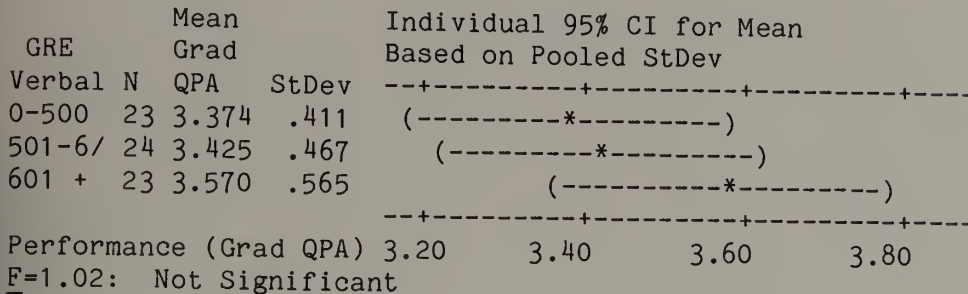 Mean Individual 95% CI for Mean
GRE Grad Based on Pooled StDev
Verbal N QPA StDev --+---------+---------+---------+----
0-500 23 3.374 .411 (---------*---------)
501-6/ 24 3.425 .467 (---------*---------)
601 + 23 3.570 .565 (---------*---------)
--+---------+---------+---------+----
Performance (Grad QPA) 3.20 3.40 3.60 3.80
F=1.02: Not Significant